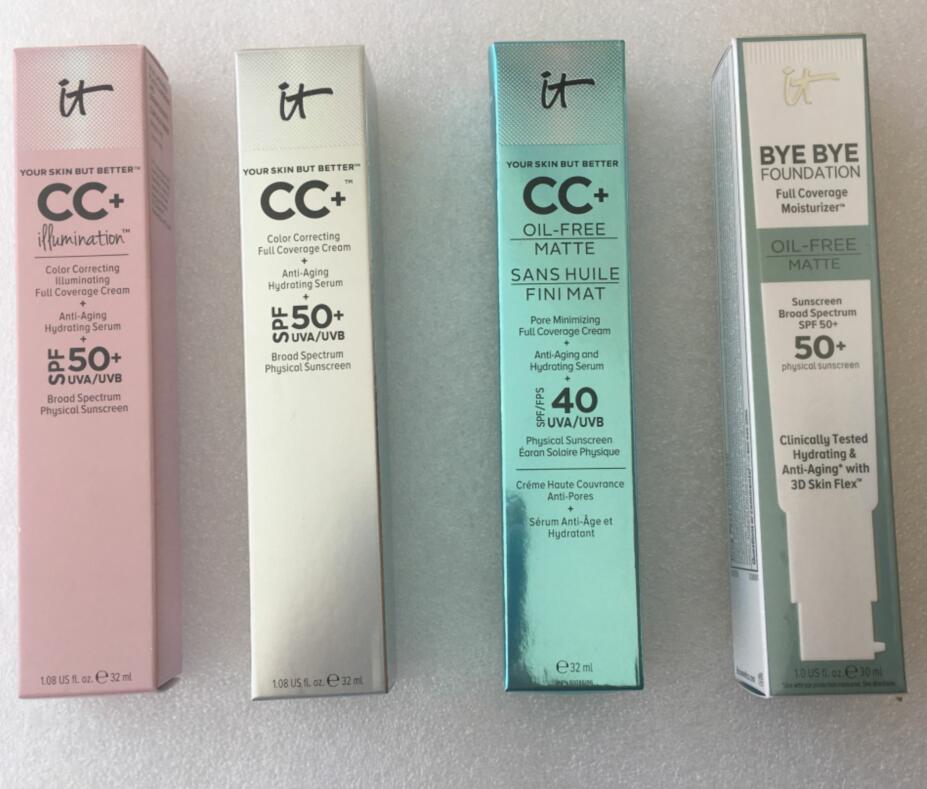 it
YOUR SKIN BUT BETTER™
CC+
illumination™
Color Correcting
Illuminating
Full Coverage Cream
+
Anti-Aging
Hydrating Serum
+
SPF 50+
UVA/UVB
Broad Spectrum
Physical Sunscreen
1.08 US fl. oz. ℮ 32 ml
it
YOUR SKIN BUT BETTER™
CC+™
Color Correcting
Full Coverage Cream
+
Anti-Aging
Hydrating Serum
+
SPF 50+
UVA/UVB
Broad Spectrum
Physical Sunscreen
1.08 US fl. oz. ℮ 32 ml
it
YOUR SKIN BUT BETTER
CC+
OIL-FREE
MATTE
SANS HUILE
FINI MAT
Pore Minimizing
Full Coverage Cream
+
Anti-Aging and
Hydrating Serum
+
SPF/FPS 40
UVA/UVB
Physical Sunscreen
Éaran Solaire Physique
Créme Haute Couvrance
Anti-Pores
+
Sérum Anti-Âge et
Hydratant
℮ 32 ml
it
BYE BYE
FOUNDATION
Full Coverage
Moisturizer™
OIL-FREE
MATTE
Sunscreen
Broad Spectrum
SPF 50+
50+
physical sunscreen
Clinically Tested
Hydrating &
Anti-Aging* with
3D Skin Flex™
1.0 US fl. oz. ℮ 30 ml